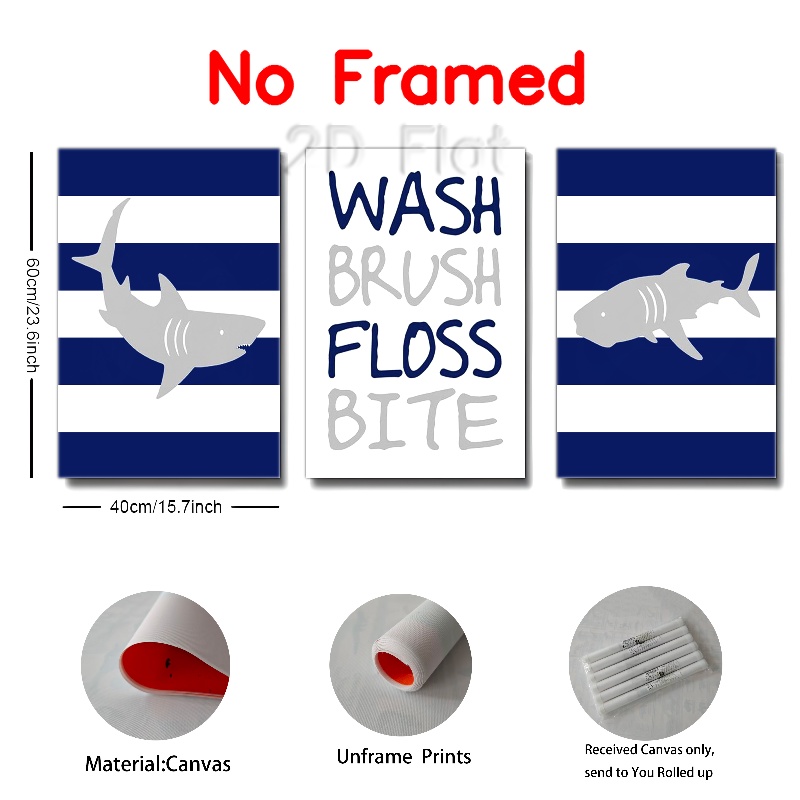 No Framed
2D Flat
WASH
BRUSH
FLOSS
BITE
60cm/23.6inch
40cm/15.7inch
Material:Canvas
Unframe Prints
Received Canvas only,
send to You Rolled up